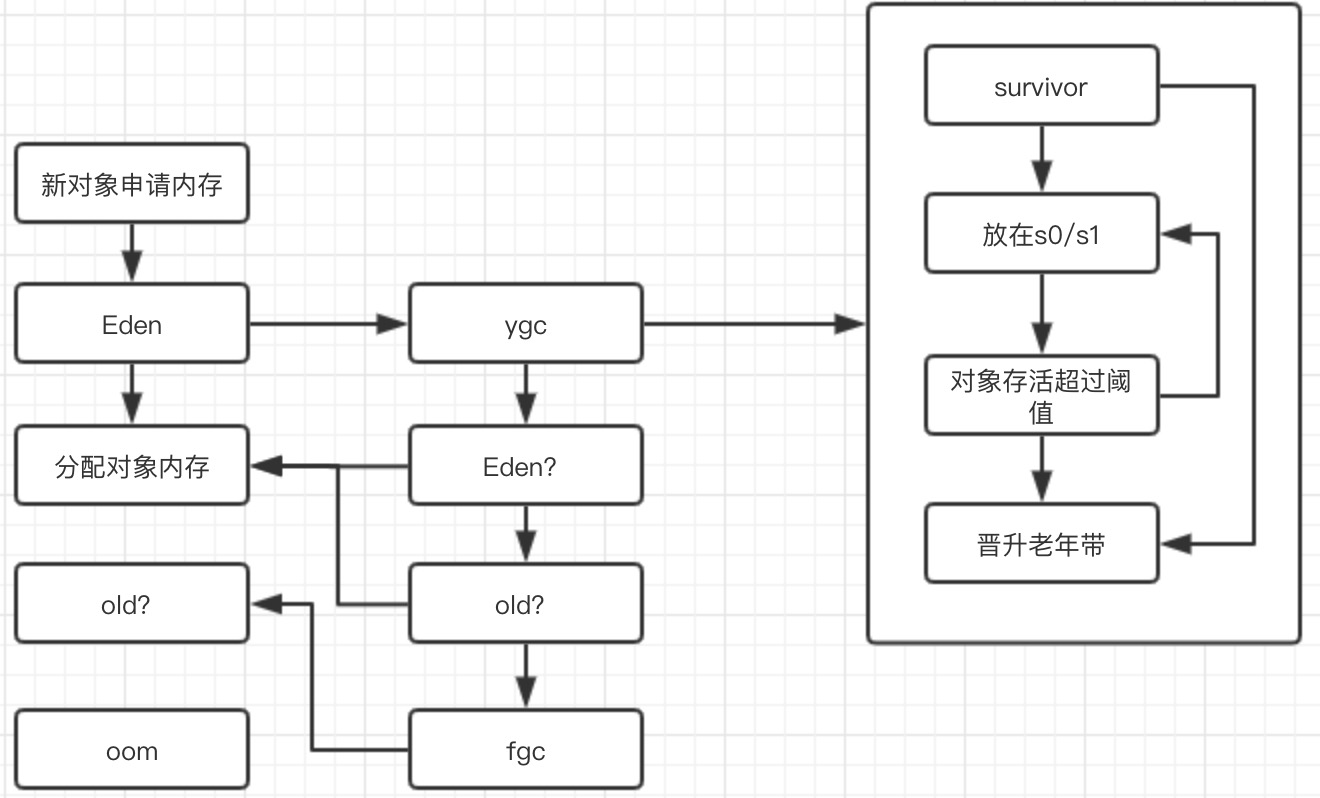 新对象申请内存
Eden
分配对象内存
old?
oom
ygc
Eden?
old?
fgc
survivor
放在s0/s1
对象存活超过阈
值
晋升老年带